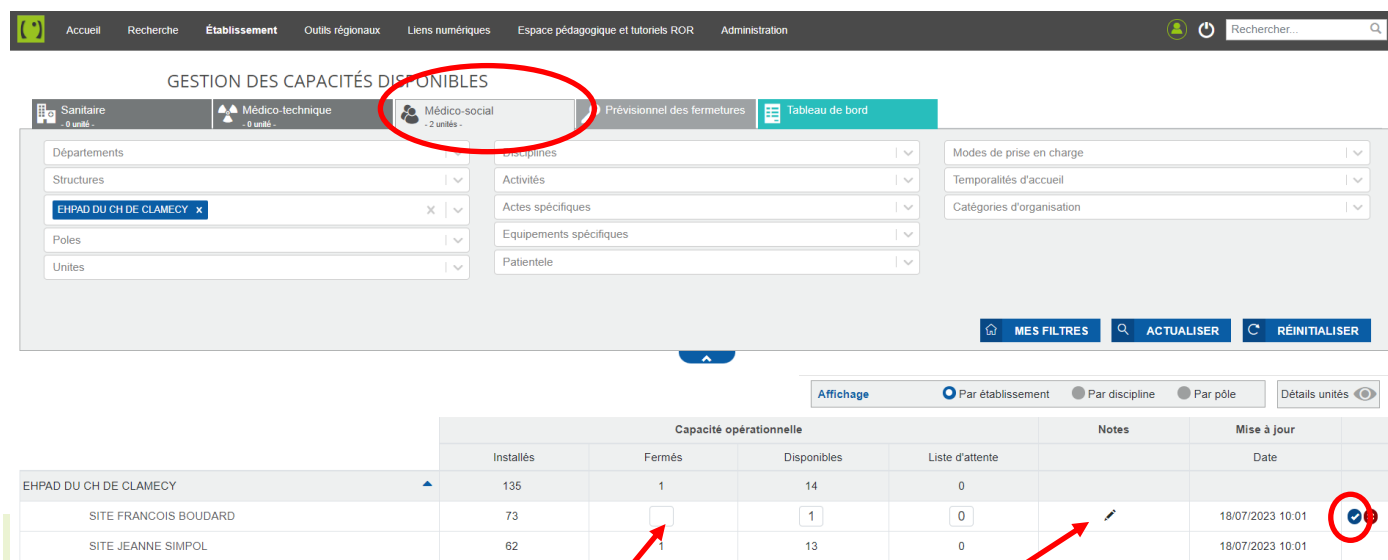 Accueil Recherche Établissement Outils régionaux Liens numériques Espace pédagogique et tutoriels ROR Administration Rechercher...
GESTION DES CAPACITÉS DISPONIBLES
Sanitaire
- 0 unité -
Médico-technique
- 0 unité -
Médico-social
- 2 unités -
Prévisionnel des fermetures
Tableau de bord
Départements Disciplines Modes de prise en charge
Structures Activités Temporalités d'accueil
EHPAD DU CH DE CLAMECY x Actes spécifiques Catégories d'organisation
Poles Equipements spécifiques
Unites Patientele
MES FILTRES ACTUALISER RÉINITIALISER
Affichage Par établissement Par discipline Par pôle Détails unités
Capacité opérationnelle Notes Mise à jour
Installés Fermés Disponibles Liste d'attente Date
EHPAD DU CH DE CLAMECY 135 1 14 0
SITE FRANCOIS BOUDARD 73 1 0 18/07/2023 10:01
SITE JEANNE SIMPOL 62 1 13 0 18/07/2023 10:01